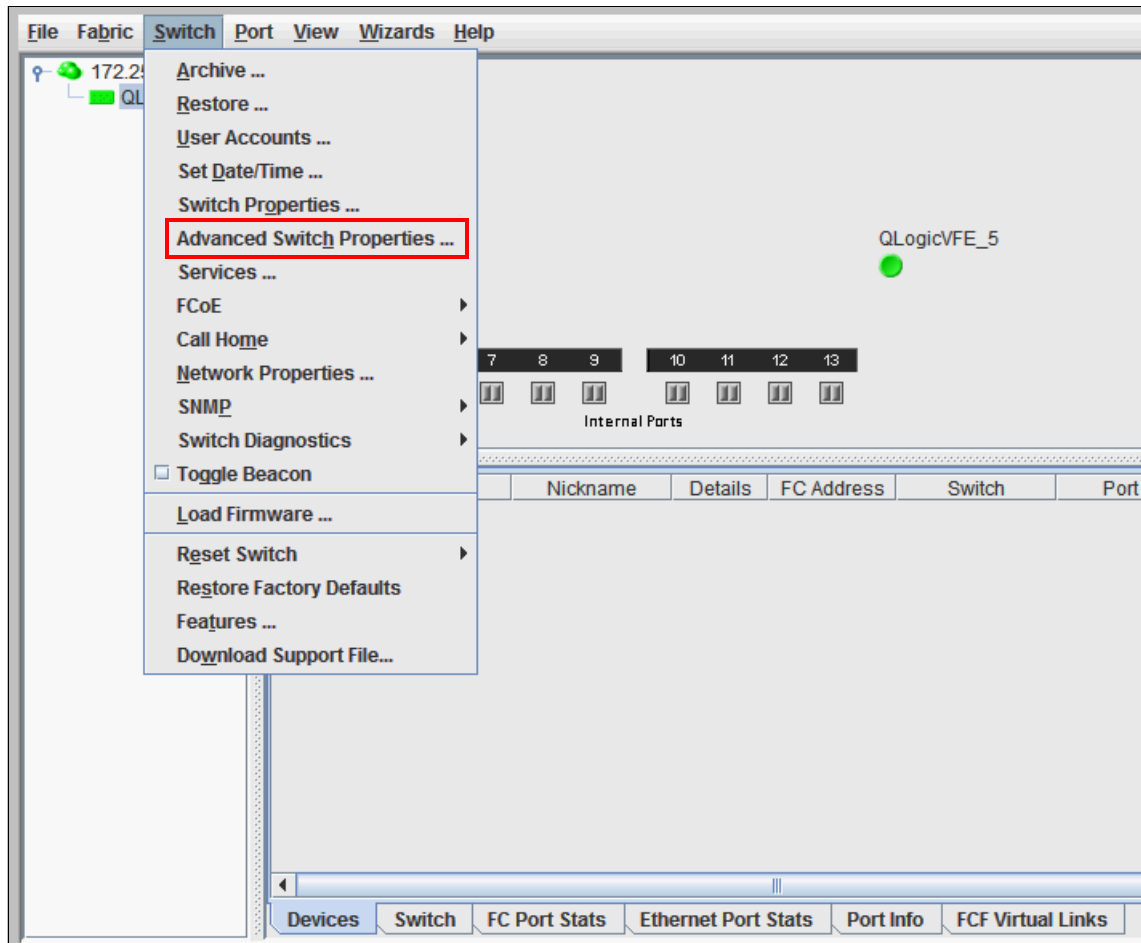 File Fabric Switch Port View Wizards Help
172.2
QL
Archive ...
Restore ...
User Accounts ...
Set Date/Time ...
Switch Properties ...
Advanced Switch Properties ...
Services ...
FCoE
Call Home
Network Properties ...
SNMP
Switch Diagnostics
Toggle Beacon
Load Firmware ...
Reset Switch
Restore Factory Defaults
Features ...
Download Support File...
QLogicVFE_5
7 8 9 10 11 12 13
Internal Ports
Nickname Details FC Address Switch Port
Devices Switch FC Port Stats Ethernet Port Stats Port Info FCF Virtual Links